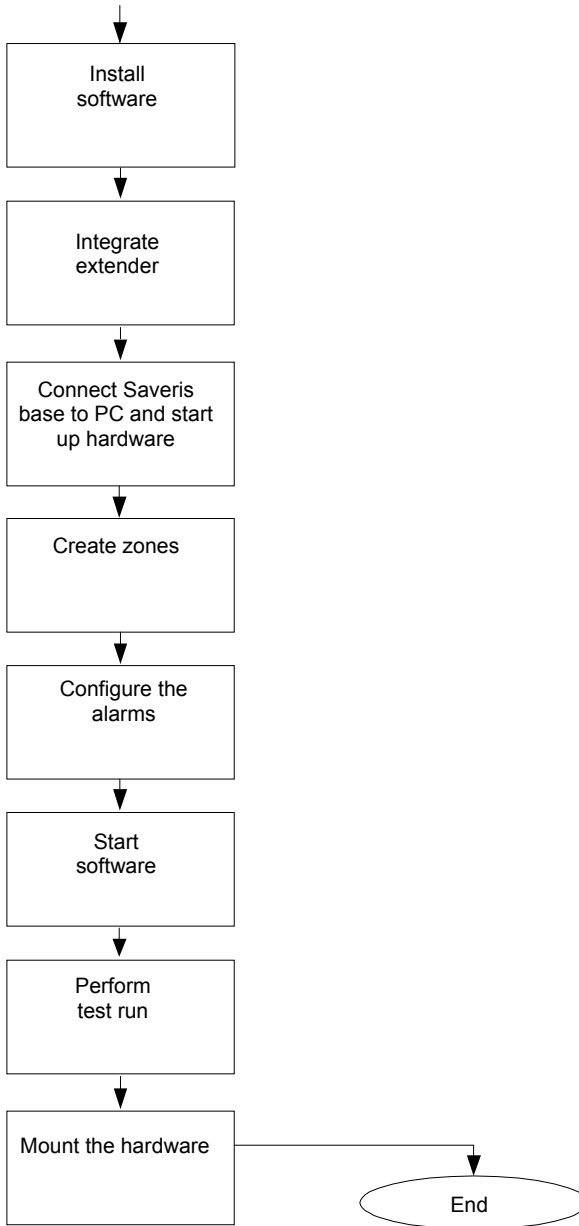 Install
software
Integrate
extender
Connect Saveris
base to PC and start
up hardware
Create zones
Configure the
alarms
Start
software
Perform
test run
Mount the hardware
End